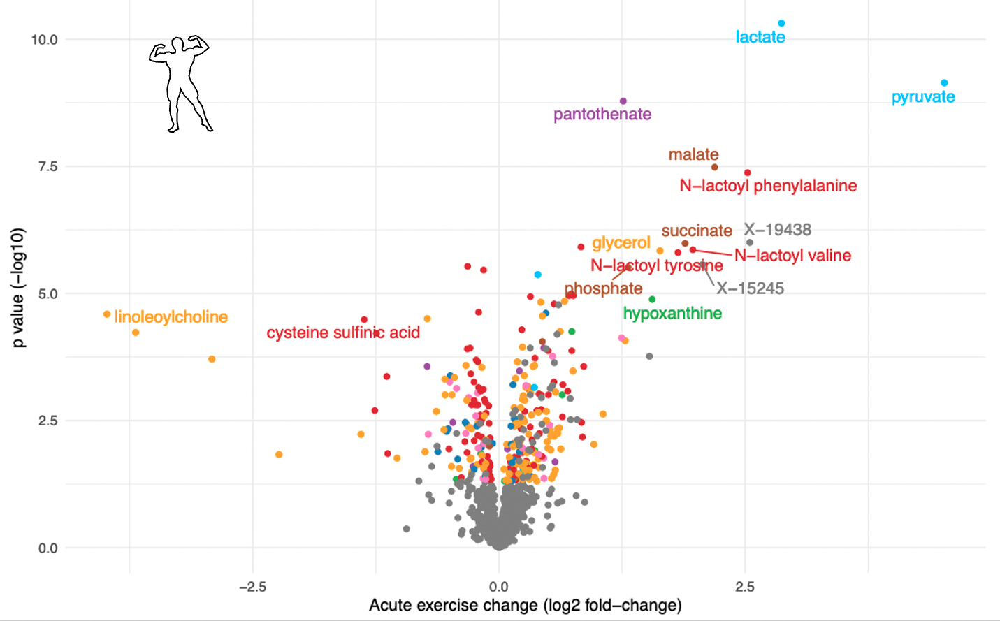 10.0
lactate
pyruvate
pantothenate
7.5
malate
N−lactoyl phenylalanine
succinate
X−19438
glycerol
N−lactoyl valine
N−lactoyl tyrosine
phosphate
X−15245
5.0
hypoxanthine
linoleoylcholine
cysteine sulfinic acid
2.5
0.0
p value (−log10)
−2.5
0.0
2.5
Acute exercise change (log2 fold−change)